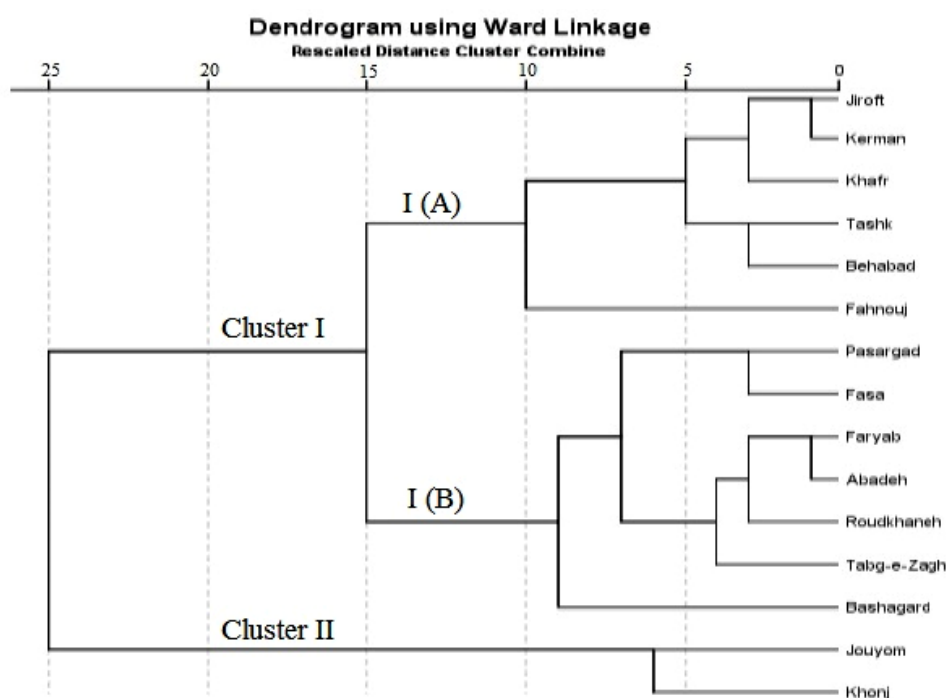 Dendrogram using Ward Linkage
Rescaled Distance Cluster Combine
25 20 15 10 5 0
Jiroft
Kerman
Khafr
I (A)
Tashk
Behabad
Fahnouj
Cluster I
Pasargad
Fasa
Faryab
Abadeh
I (B)
Roudkhaneh
Tabg-e-Zagh
Bashagard
Cluster II
Jouyom
Khonj